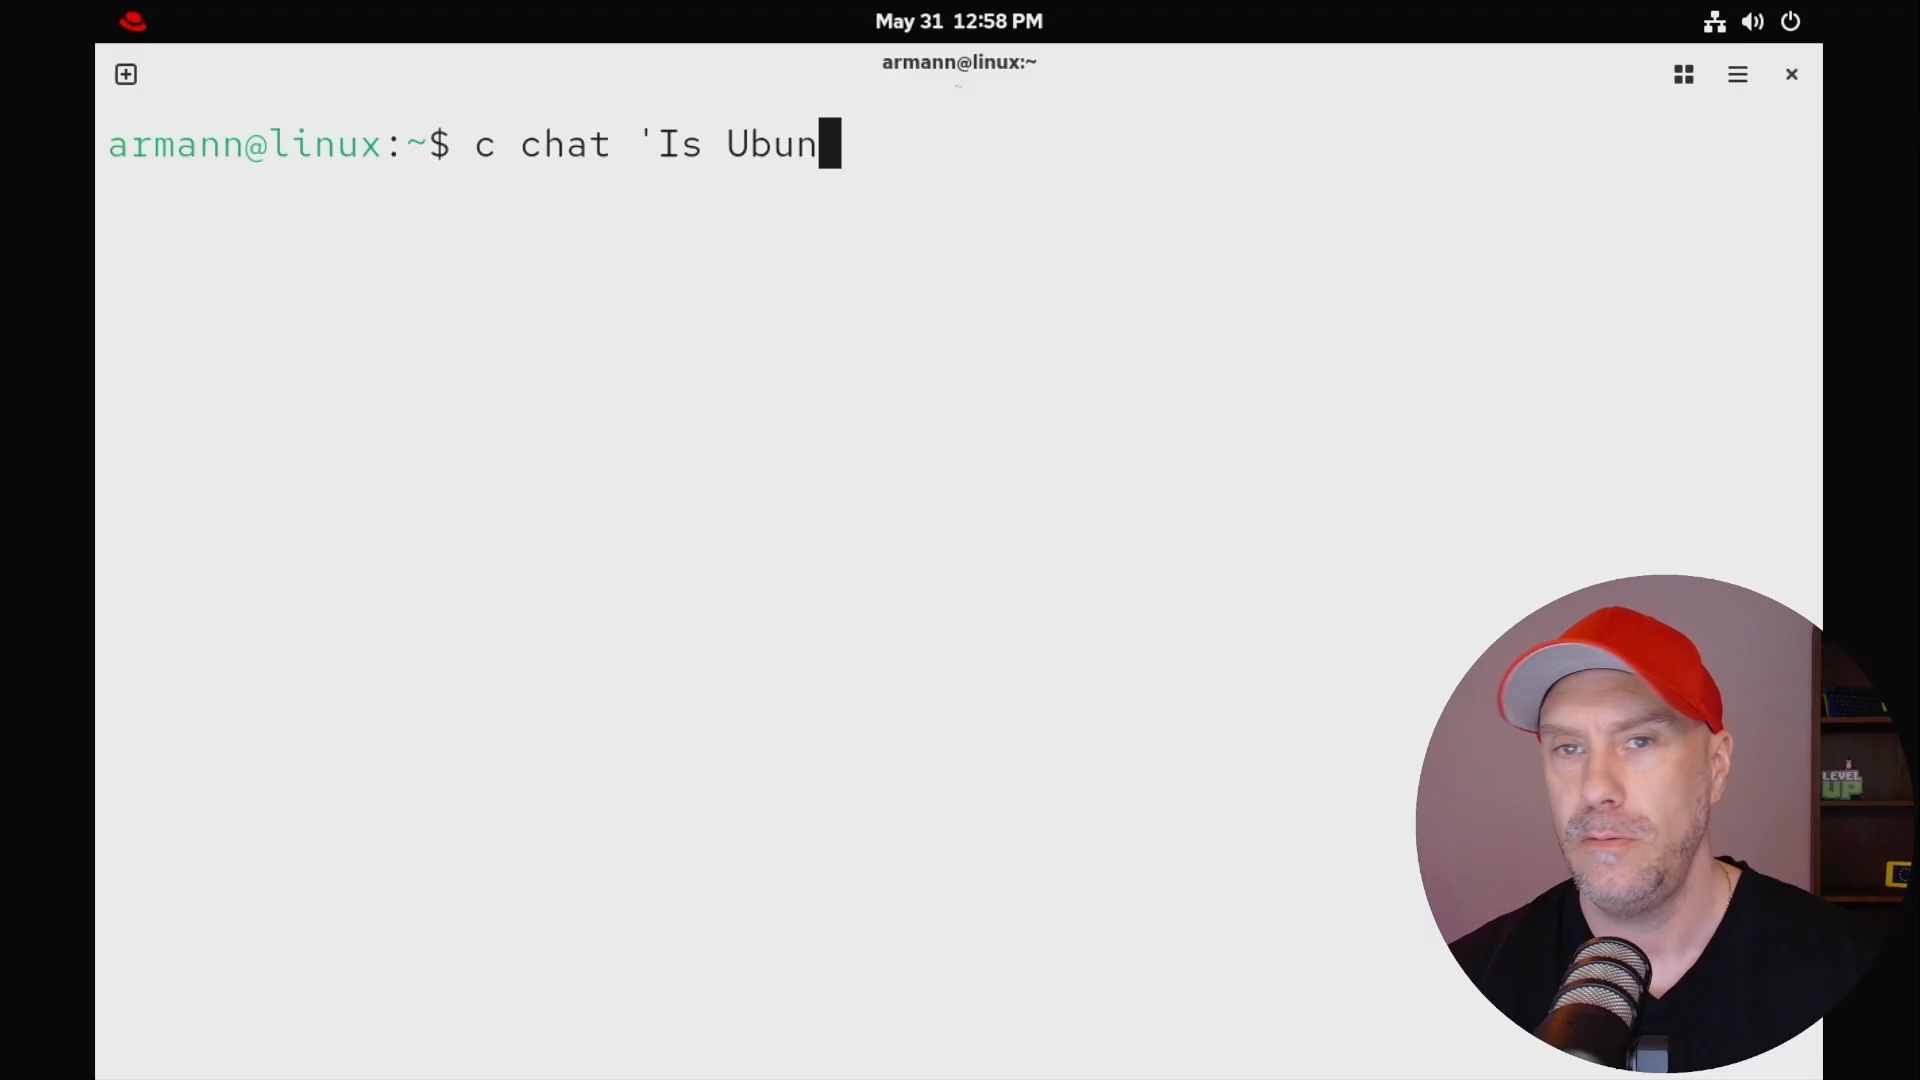 May 31 12:58 PM
armann@linux:~
~
armann@linux:~$ c chat 'Is Ubun
LEVEL
UP